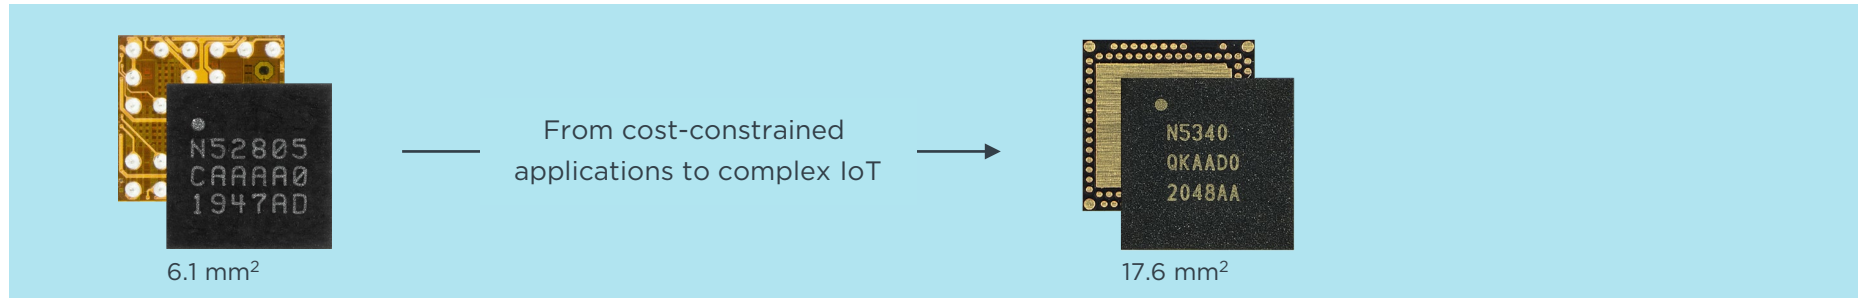 N52805
CAAAA0
1947AD
6.1 mm²
From cost-constrained
applications to complex IoT
N5340
QKAAD0
2048AA
17.6 mm²